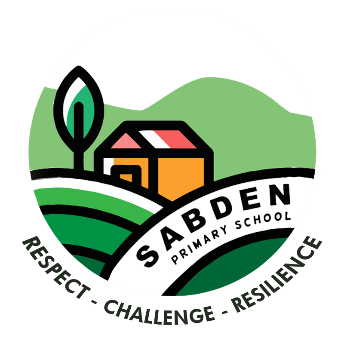 SABDEN
PRIMARY SCHOOL
RESPECT - CHALLENGE - RESILIENCE